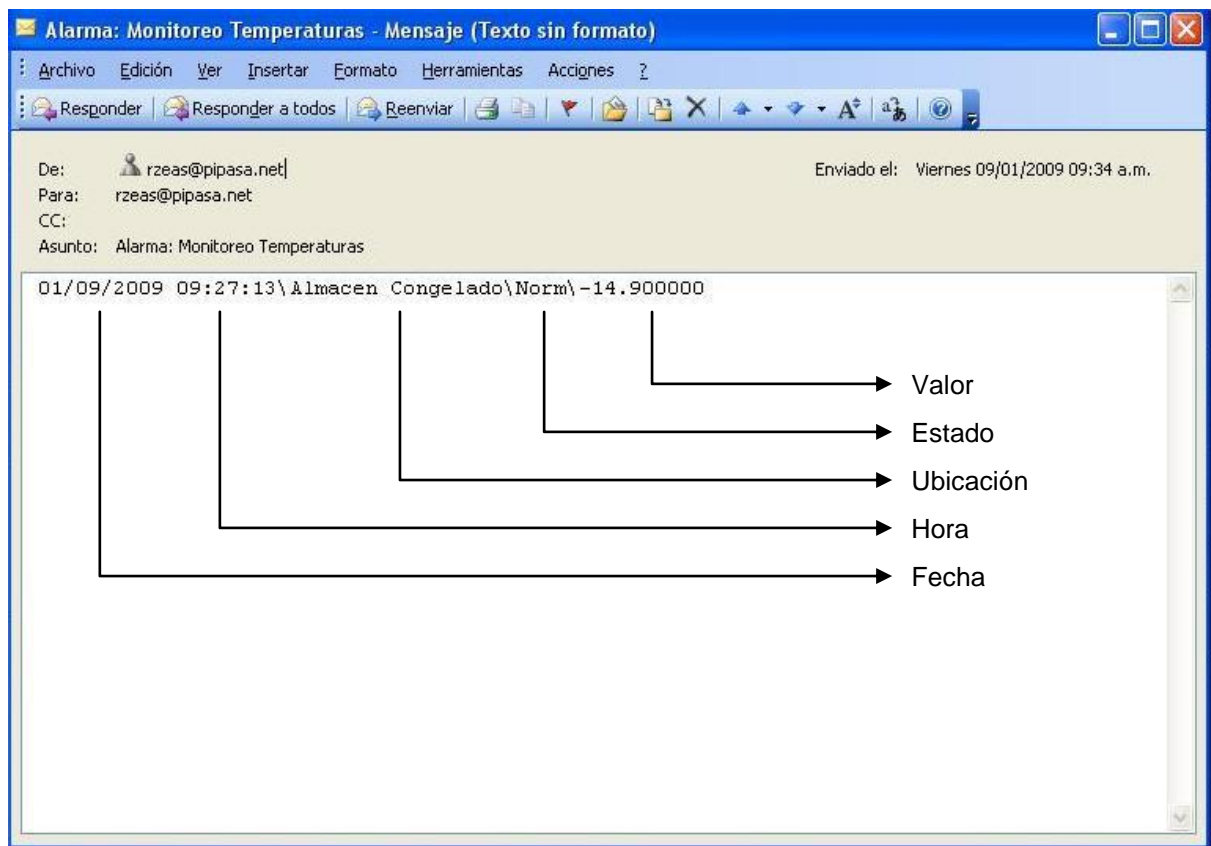 Alarma: Monitoreo Temperaturas - Mensaje (Texto sin formato)
Archivo Edición Ver Insertar Formato Herramientas Acciones ?
Responder Responder a todos Reenviar
De: rzeas@pipasa.net Enviado el: Viernes 09/01/2009 09:34 a.m.
Para: rzeas@pipasa.net
CC:
Asunto: Alarma: Monitoreo Temperaturas
01/09/2009 09:27:13\Almacen Congelado\Norm\-14.900000
Valor
Estado
Ubicación
Hora
Fecha